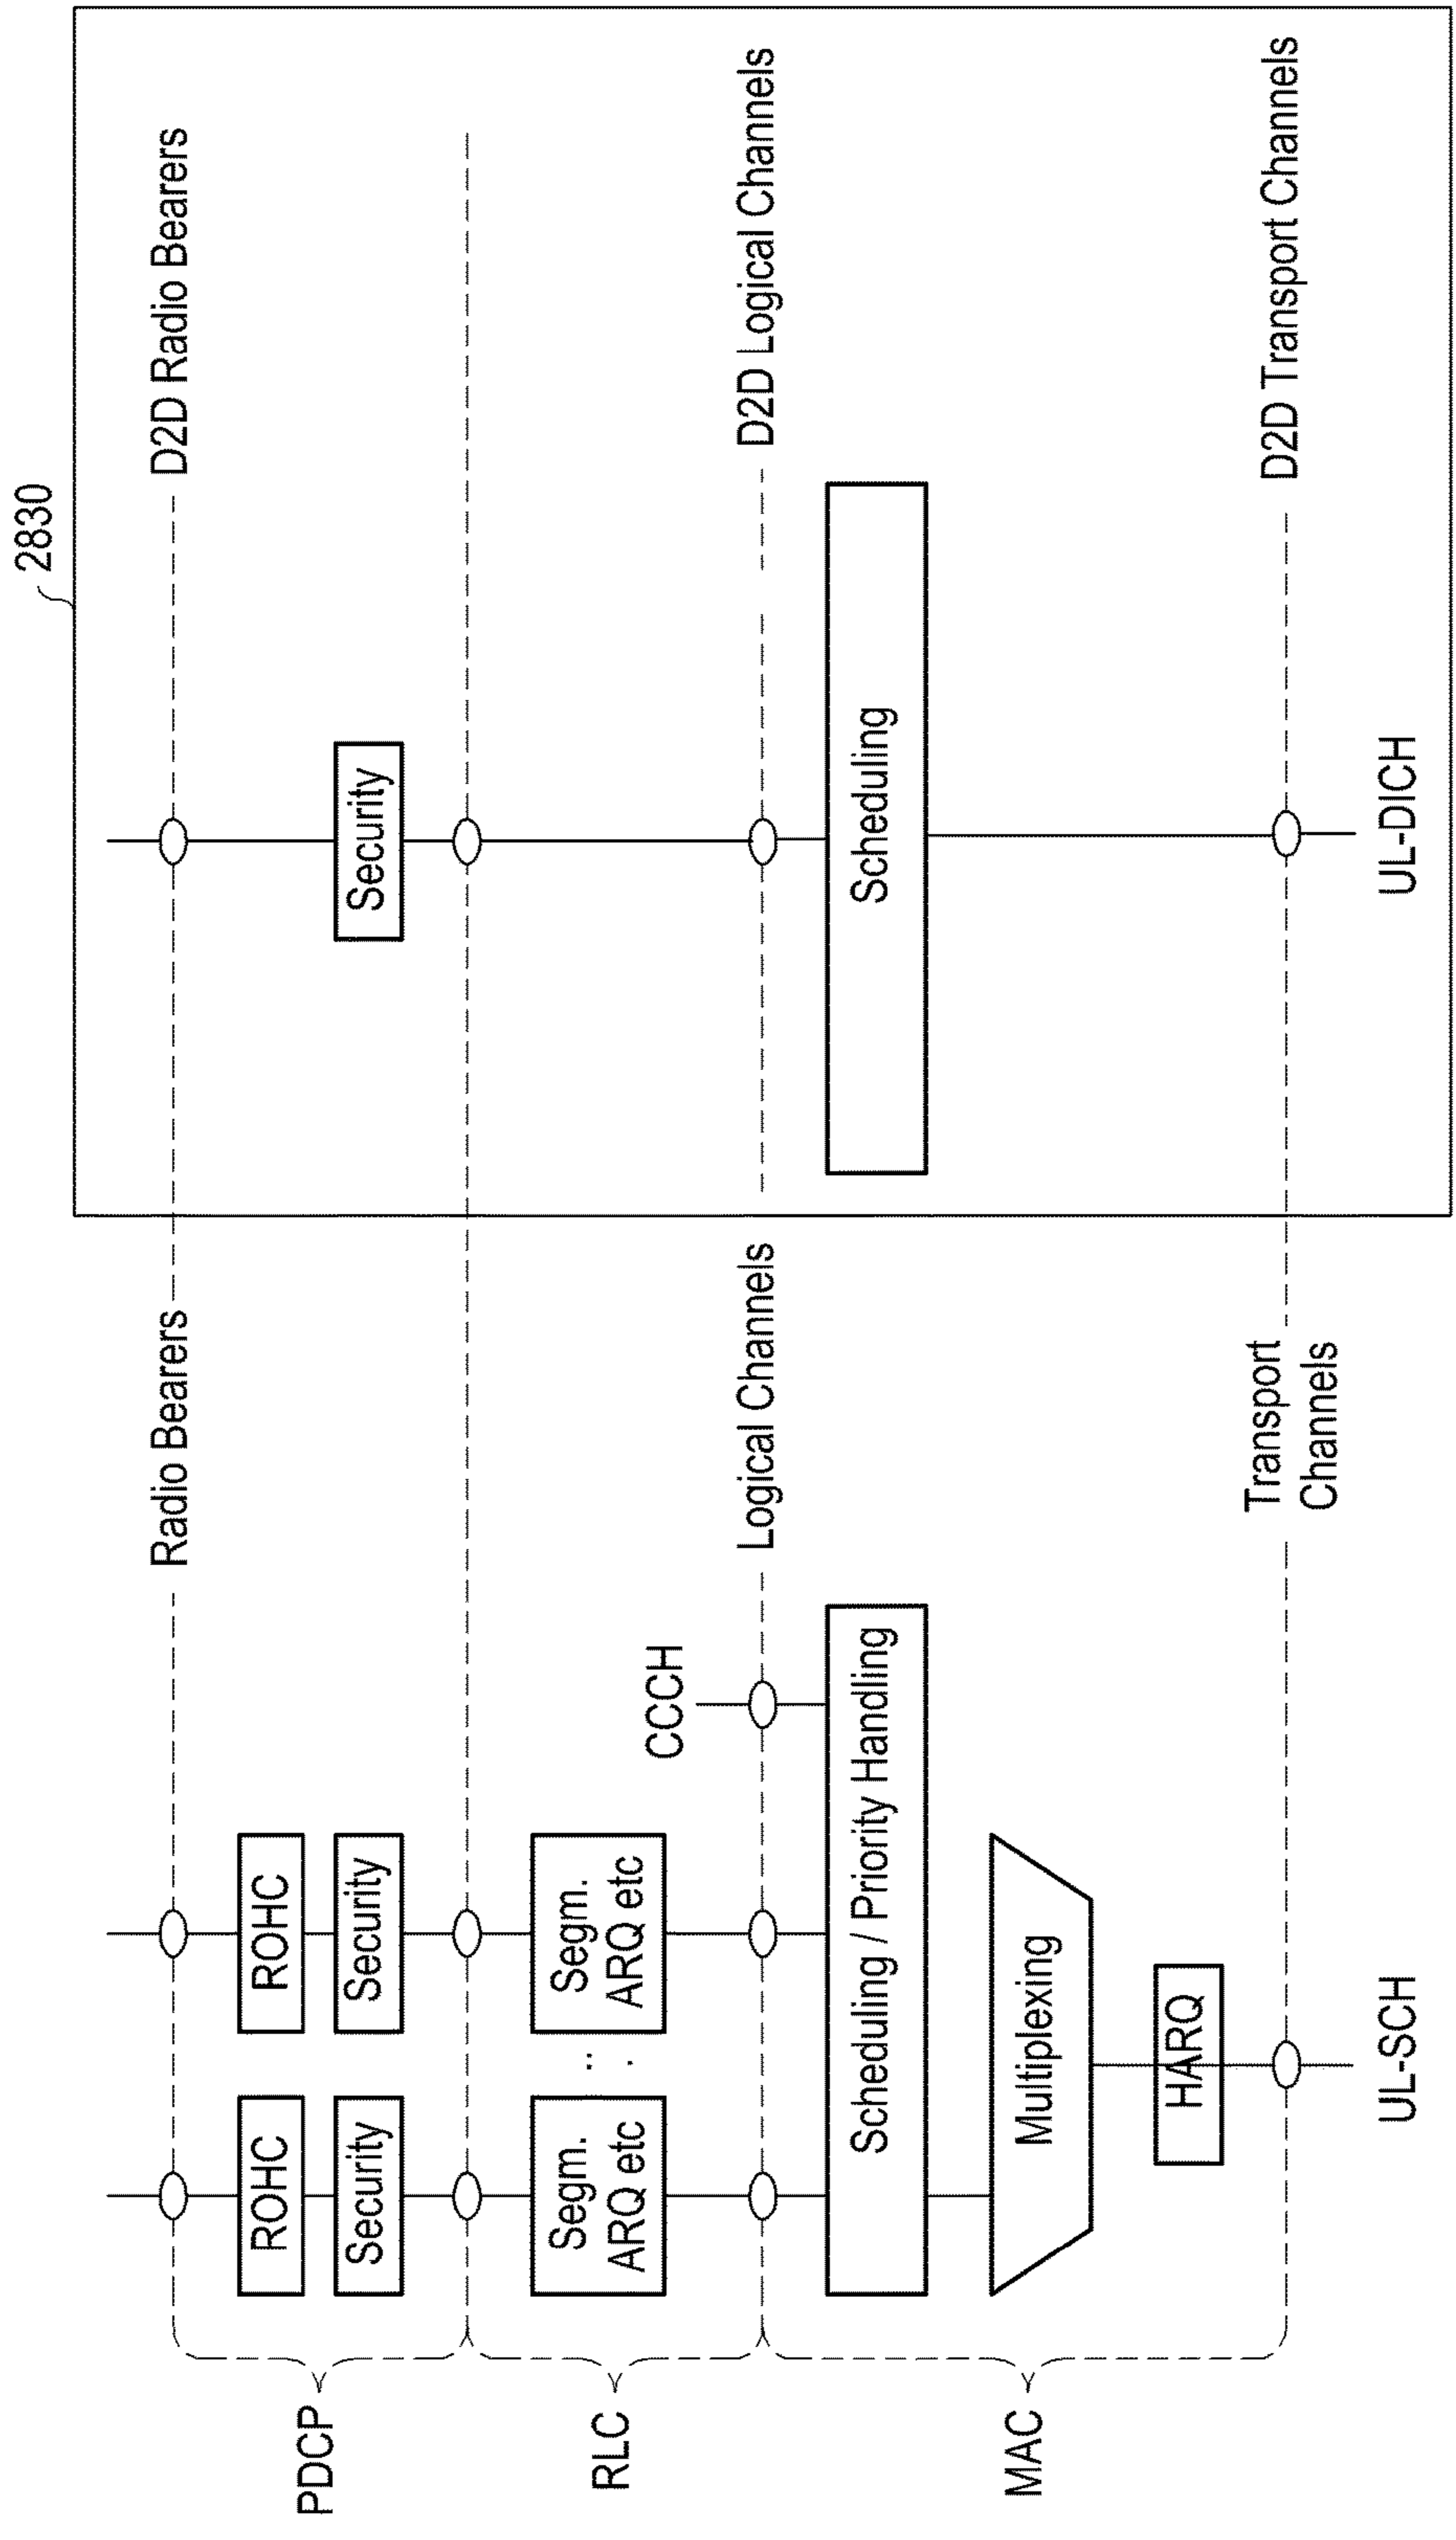 2830
Radio Bearers
D2D Radio Bearers
ROHC
ROHC
PDCP
Security
Security
Security
Segm.
ARQ etc
Segm.
ARQ etc
RLC
CCCH
Logical Channels
D2D Logical Channels
Scheduling / Priority Handling
Scheduling
Multiplexing
MAC
HARQ
Transport
Channels
D2D Transport Channels
UL-SCH
UL-DICH